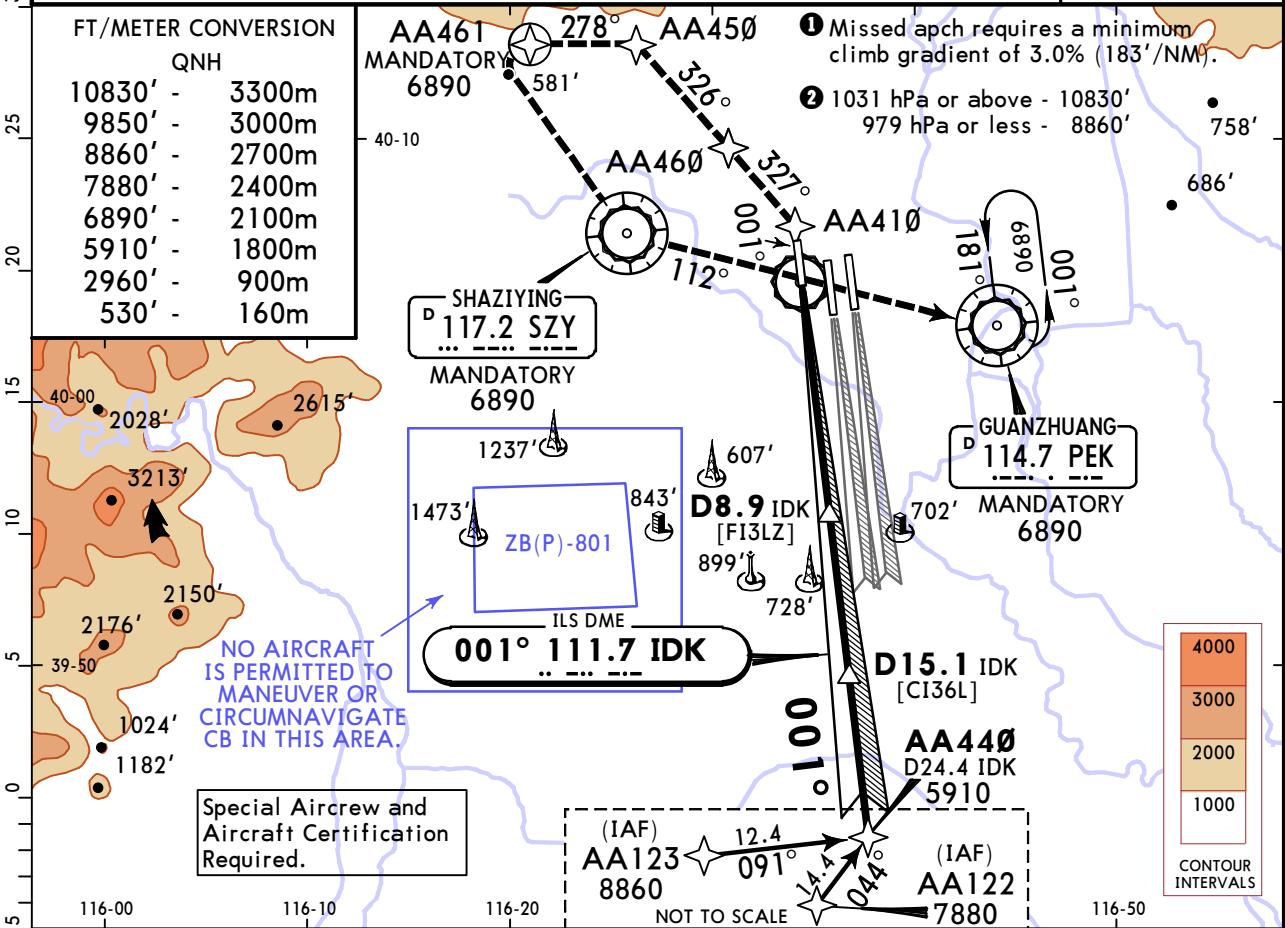 FT/METER CONVERSION
QNH
10830' - 3300m
9850' - 3000m
8860' - 2700m
7880' - 2400m
6890' - 2100m
5910' - 1800m
2960' - 900m
530' - 160m
AA461
MANDATORY
6890
581'
278°
AA450
326°
AA460
327°
AA410
001°
❶ Missed apch requires a minimum
climb gradient of 3.0% (183'/NM).
❷ 1031 hPa or above - 10830'
979 hPa or less - 8860'
758'
686'
40-10
25
20
15
10
5
0
5
112°
181°
6890
001°
SHAZIYING
D 117.2 SZY
MANDATORY
6890
GUANZHUANG
D 114.7 PEK
MANDATORY
6890
40-00
2028'
2615'
3213'
1237'
607'
1473'
843'
ZB(P)-801
D8.9 IDK
[FI3LZ]
899'
728'
702'
2150'
2176'
39-50
NO AIRCRAFT
IS PERMITTED TO
MANEUVER OR
CIRCUMNAVIGATE
CB IN THIS AREA.
ILS DME
001° 111.7 IDK
D15.1 IDK
[CI36L]
001°
AA440
D24.4 IDK
5910
1024'
1182'
Special Aircrew and
Aircraft Certification
Required.
(IAF)
AA123
8860
12.4
091°
14.4
044°
(IAF)
AA122
7880
NOT TO SCALE
4000
3000
2000
1000
CONTOUR
INTERVALS
116-00
116-10
116-20
116-50